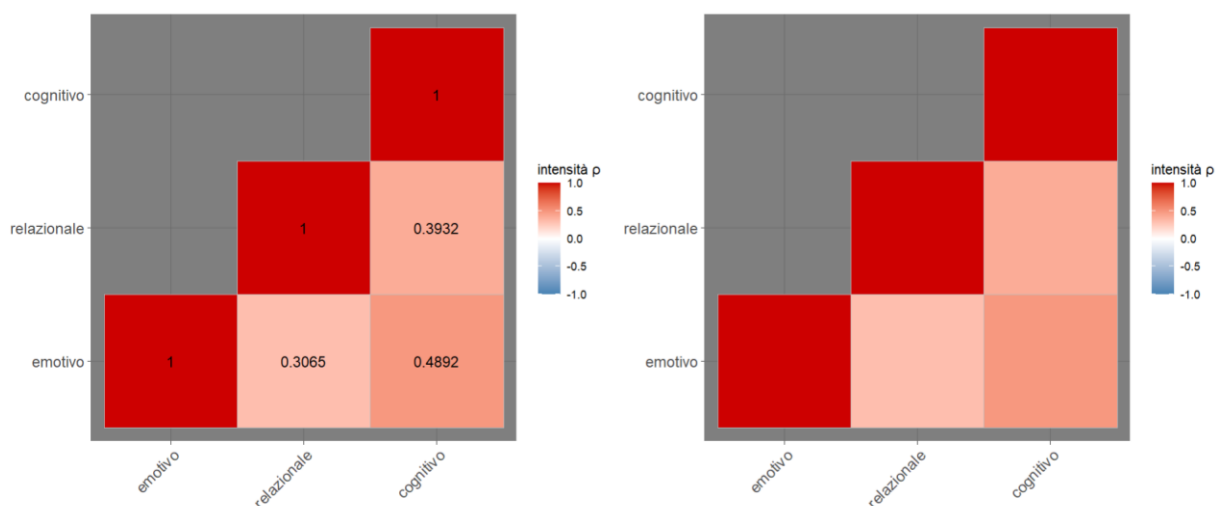 cognitivo
1
relazionale
1
0.3932
emotivo
1
0.3065
0.4892
emotivo
relazionale
cognitivo
intensità ρ
1.0
0.5
0.0
-0.5
-1.0
cognitivo
relazionale
emotivo
emotivo
relazionale
cognitivo
intensità ρ
1.0
0.5
0.0
-0.5
-1.0